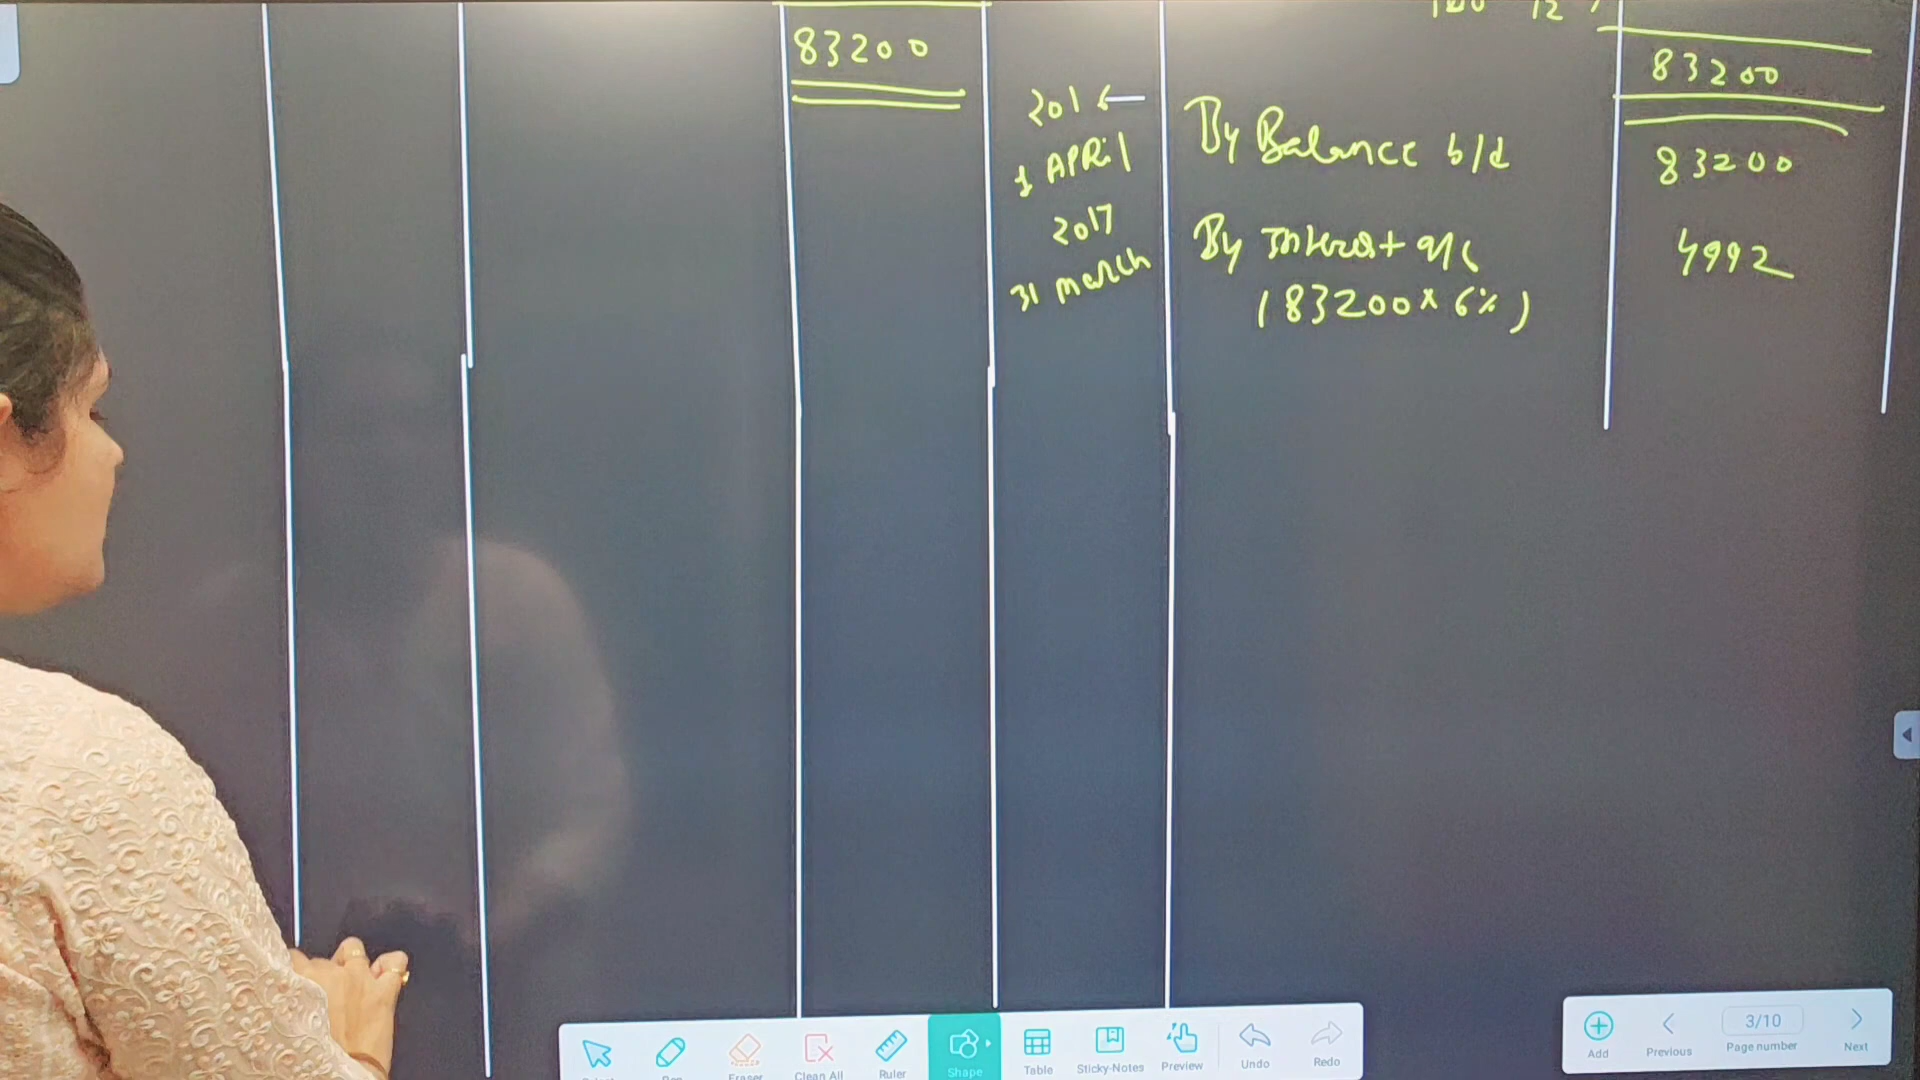 83200
2016
1 APRil
2017
31 march
By Balance b/d
By Interest a/c
(83200 x 6%)
83200
83200
4992
Eraser
Clean All
Ruler
Shape
Table
Sticky-Notes
Preview
Undo
Redo
Add
Previous
3/10
Page number
Next